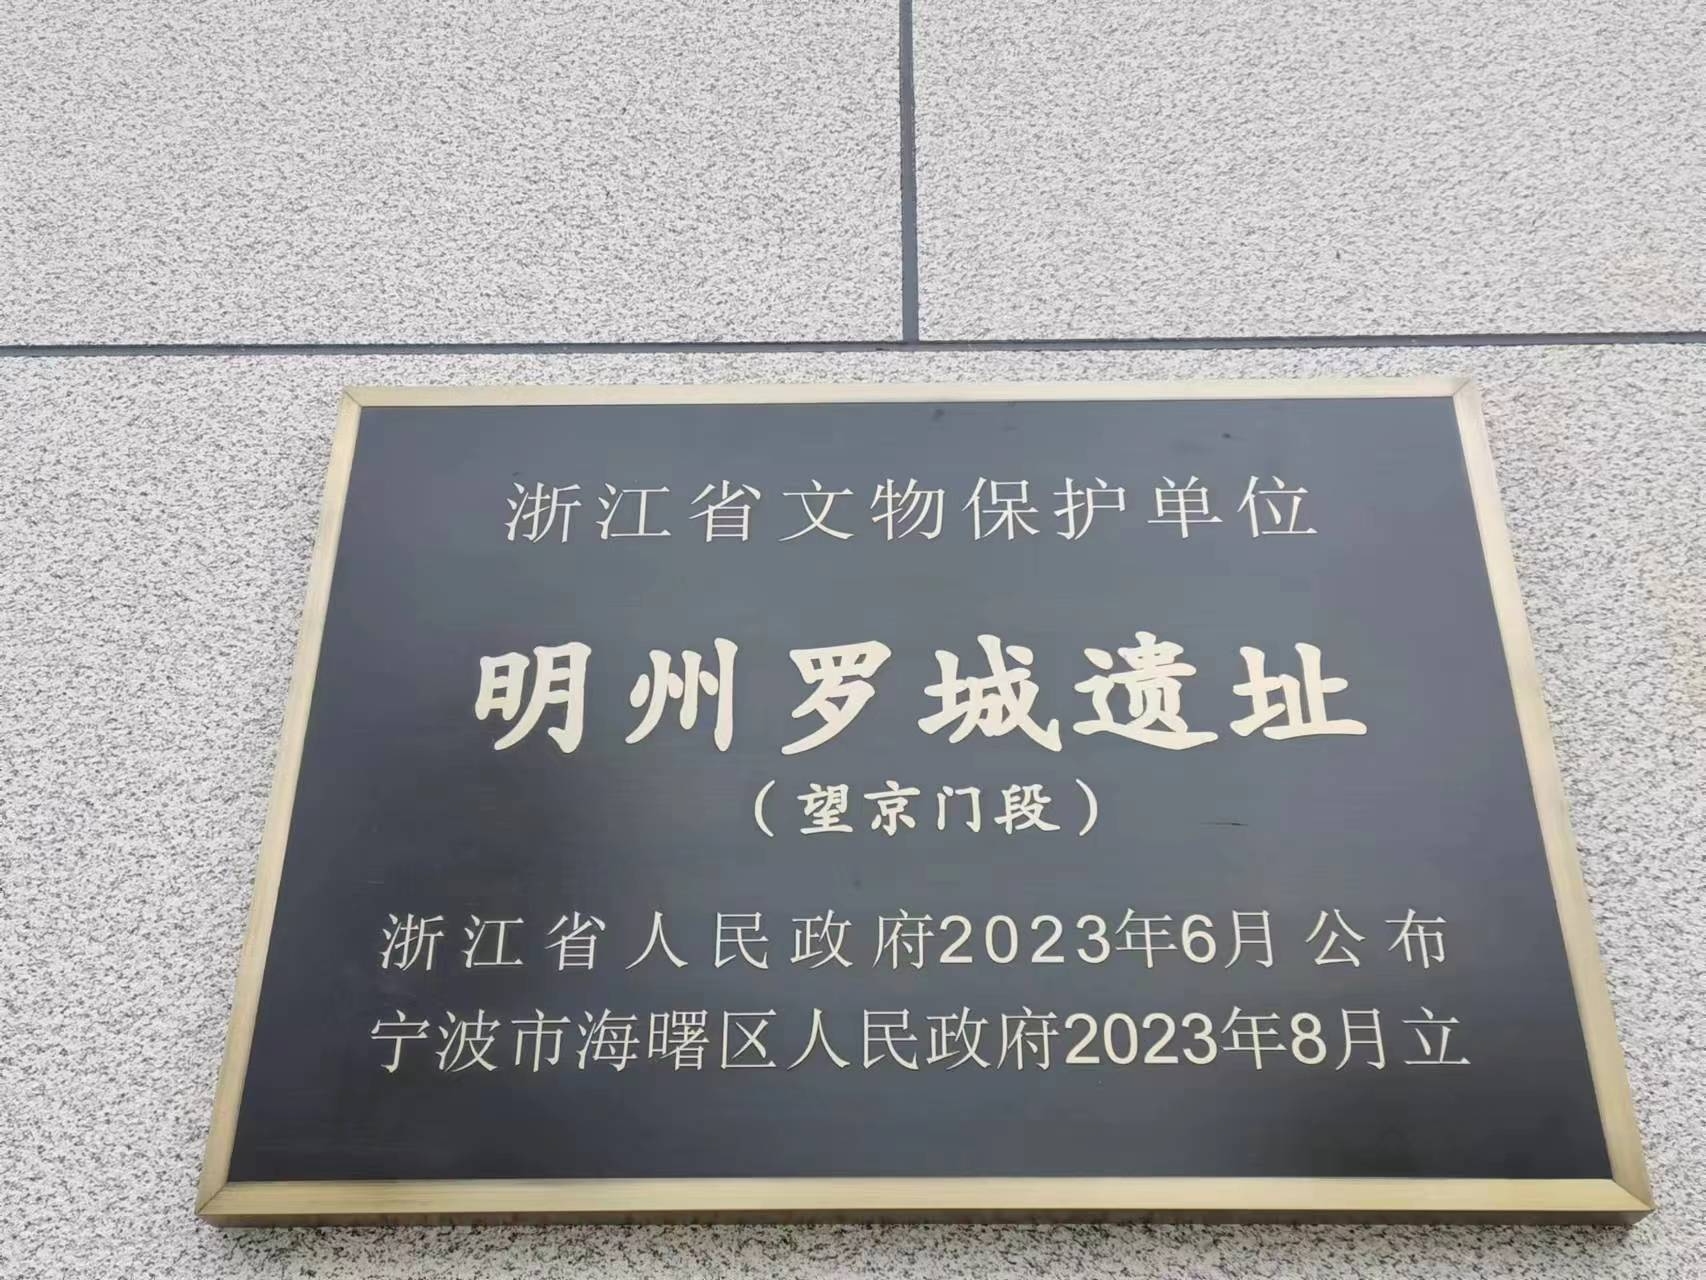 浙江省文物保护单位
明州罗城遗址
（望京门段）
浙江省人民政府2023年6月公布
宁波市海曙区人民政府2023年8月立